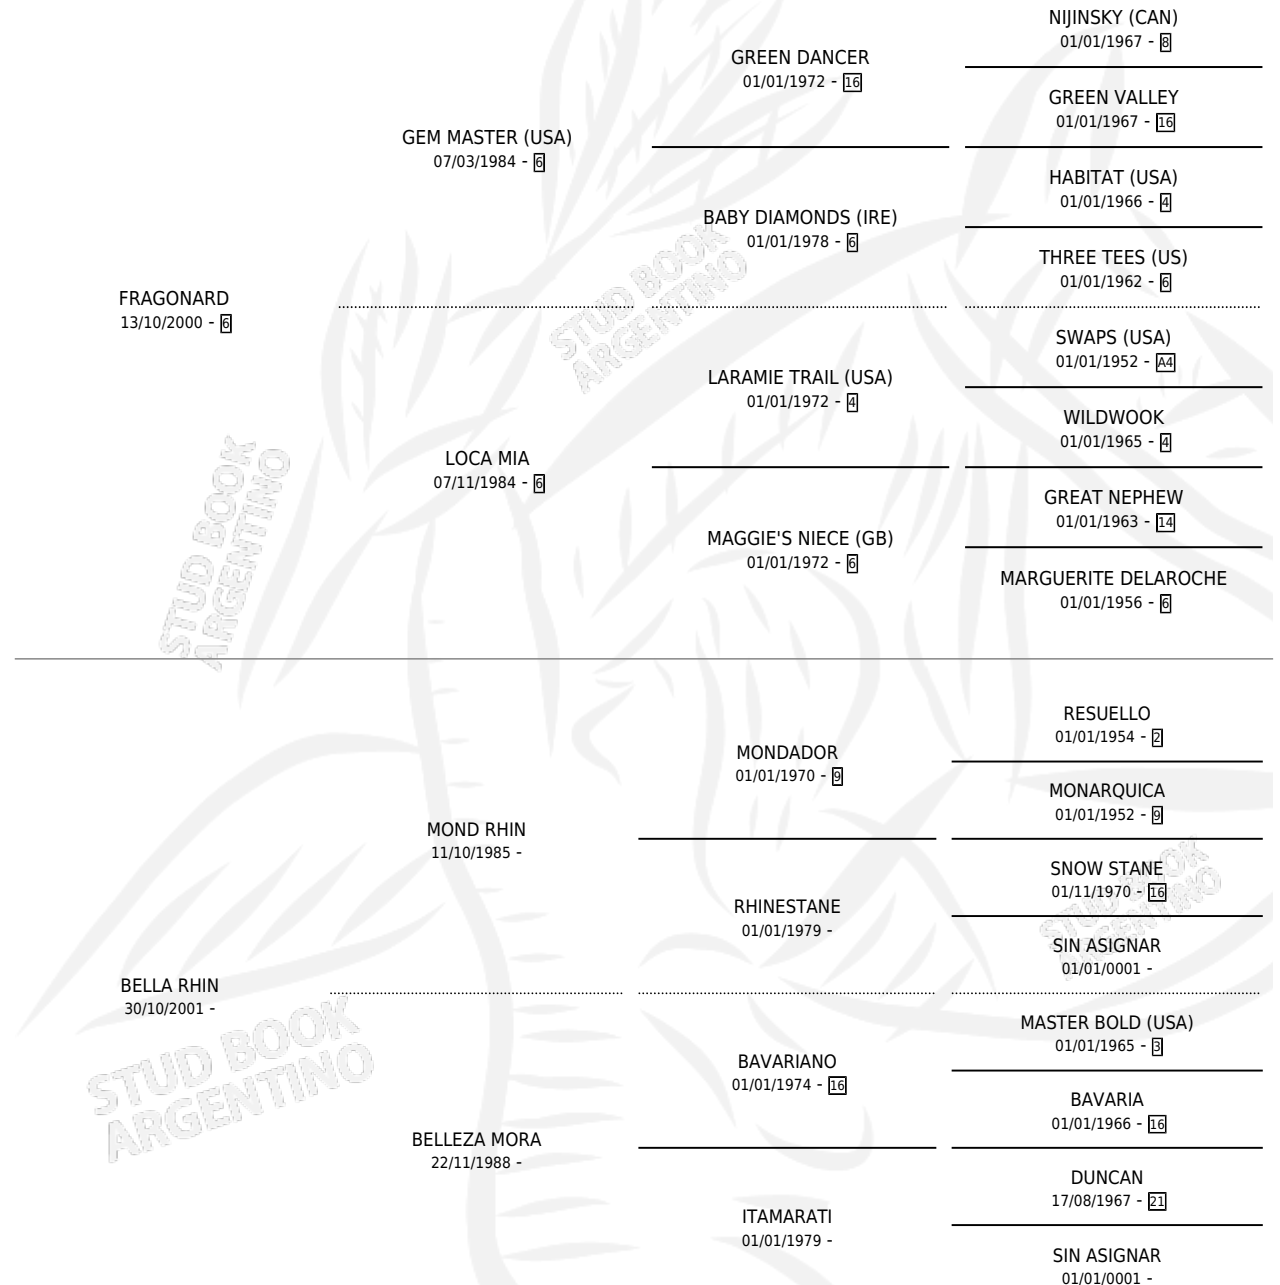 NIJINSKY (CAN)
01/01/1967 - 8
GREEN DANCER
01/01/1972 - 16
GREEN VALLEY
01/01/1967 - 16
GEM MASTER (USA)
07/03/1984 - 6
HABITAT (USA)
01/01/1966 - 4
BABY DIAMONDS (IRE)
01/01/1978 - 6
THREE TEES (US)
01/01/1962 - 6
FRAGONARD
13/10/2000 - 6
SWAPS (USA)
01/01/1952 - A4
LARAMIE TRAIL (USA)
01/01/1972 - 4
WILDWOOK
01/01/1965 - 4
LOCA MIA
07/11/1984 - 6
GREAT NEPHEW
01/01/1963 - 14
MAGGIE'S NIECE (GB)
01/01/1972 - 6
MARGUERITE DELAROCHE
01/01/1956 - 6
RESUELLO
01/01/1954 - 2
MONDADOR
01/01/1970 - 9
MONARQUICA
01/01/1952 - 9
MOND RHIN
11/10/1985 -
SNOW STANE
01/11/1970 - 16
RHINESTANE
01/01/1979 -
SIN ASIGNAR
01/01/0001 -
BELLA RHIN
30/10/2001 -
MASTER BOLD (USA)
01/01/1965 - 3
BAVARIANO
01/01/1974 - 16
BAVARIA
01/01/1966 - 16
BELLEZA MORA
22/11/1988 -
DUNCAN
17/08/1967 - 21
ITAMARATI
01/01/1979 -
SIN ASIGNAR
01/01/0001 -
STUD BOOK
ARGENTINO
STUD BOOK
ARGENTINO
STUD BOOK
ARGENTINO
STUD BOOK
ARGENTINO